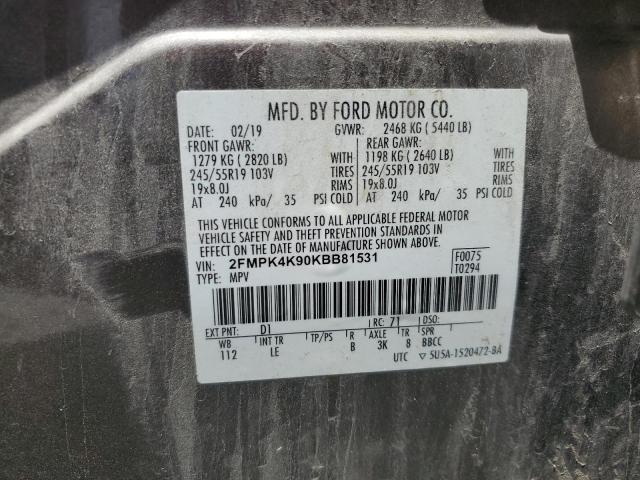 MFD. BY FORD MOTOR CO.
DATE: 02/19 GVWR: 2468 KG ( 5440 LB)
FRONT GAWR: REAR GAWR:
1279 KG ( 2820 LB) WITH 1198 KG ( 2640 LB) WITH
245/55R19 103V TIRES 245/55R19 103V TIRES
19x8.0J RIMS 19x8.0J RIMS
AT 240 kPa/ 35 PSI COLD AT 240 kPa/ 35 PSI COLD
THIS VEHICLE CONFORMS TO ALL APPLICABLE FEDERAL MOTOR
VEHICLE SAFETY AND THEFT PREVENTION STANDARDS IN
EFFECT ON THE DATE OF MANUFACTURE SHOWN ABOVE.
VIN: 2FMPK4K90KBB81531 F0075
TYPE: MPV T0294
EXT PNT: D1 RC: 71 DSO:
WB INT TR TP/PS R AXLE TR SPR
112 LE B 3K 8 BBCC
UTC ▽ 5U5A-1520472-BA